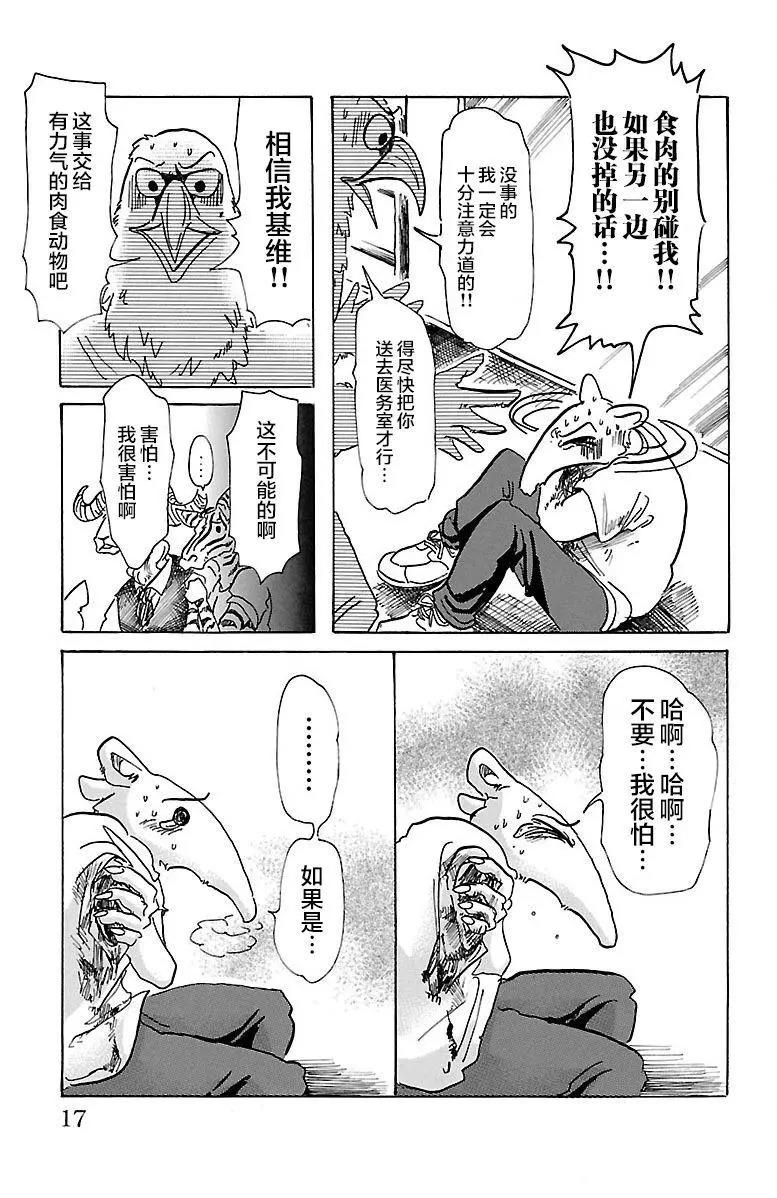 食肉的别碰我!!
如果另一边
也没掉的话…!!
没事的
我一定会
十分注意力道的!!
得尽快把你
送去医务室才行…
相信我基维!!
这事交给
有力气的肉食动物吧
这不可能的啊
…
害怕…
我很害怕啊
哈啊…哈啊…
不要…我很怕…
………
如果是…
17